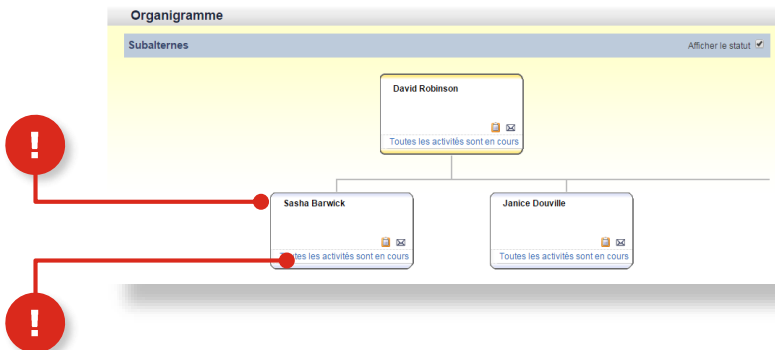 Organigramme
Subalternes Afficher le statut
David Robinson
Toutes les activités sont en cours
!
Sasha Barwick Janice Douville
les activités sont en cours Toutes les activités sont en cours
!